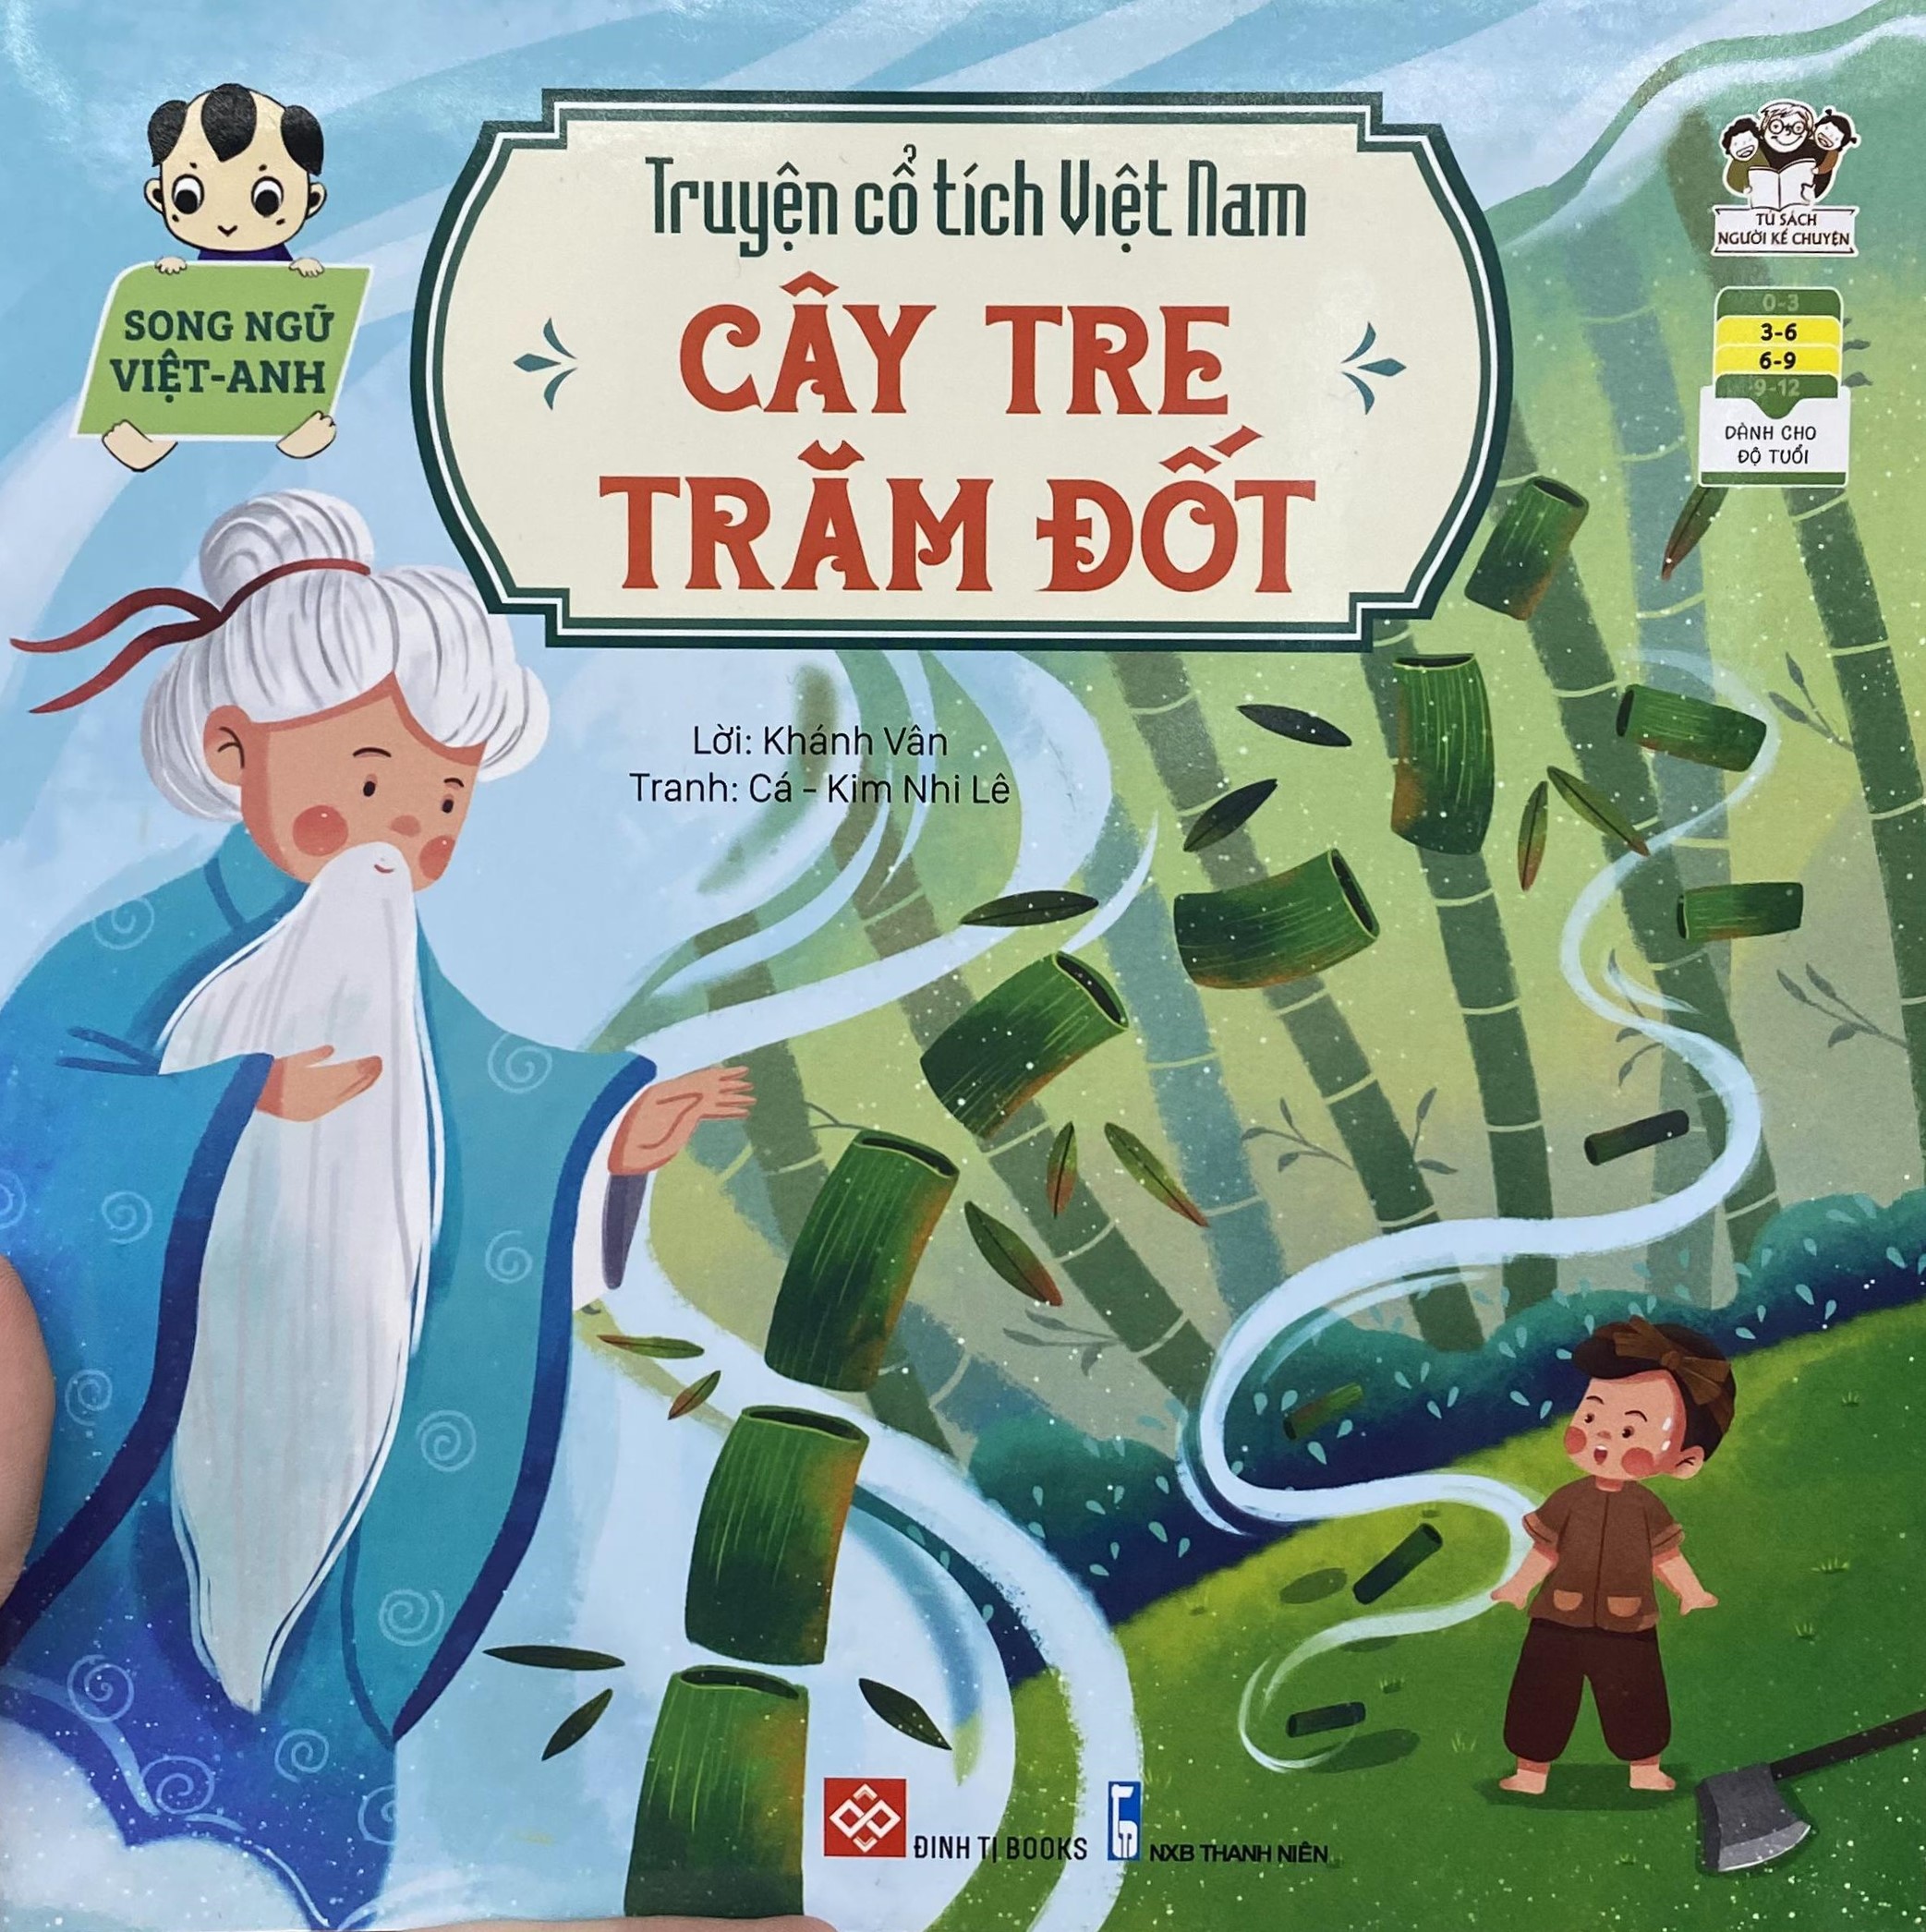 Truyện cổ tích Việt Nam
CÂY TRE
TRĂM ĐỐT
SONG NGỮ
VIỆT-ANH
TỦ SÁCH
NGƯỜI KỂ CHUYỆN
0-3
3-6
6-9
9-12
DÀNH CHO
ĐỘ TUỔI
Lời: Khánh Vân
Tranh: Cá - Kim Nhi Lê
ĐINH TỊ BOOKS
NXB THANH NIÊN